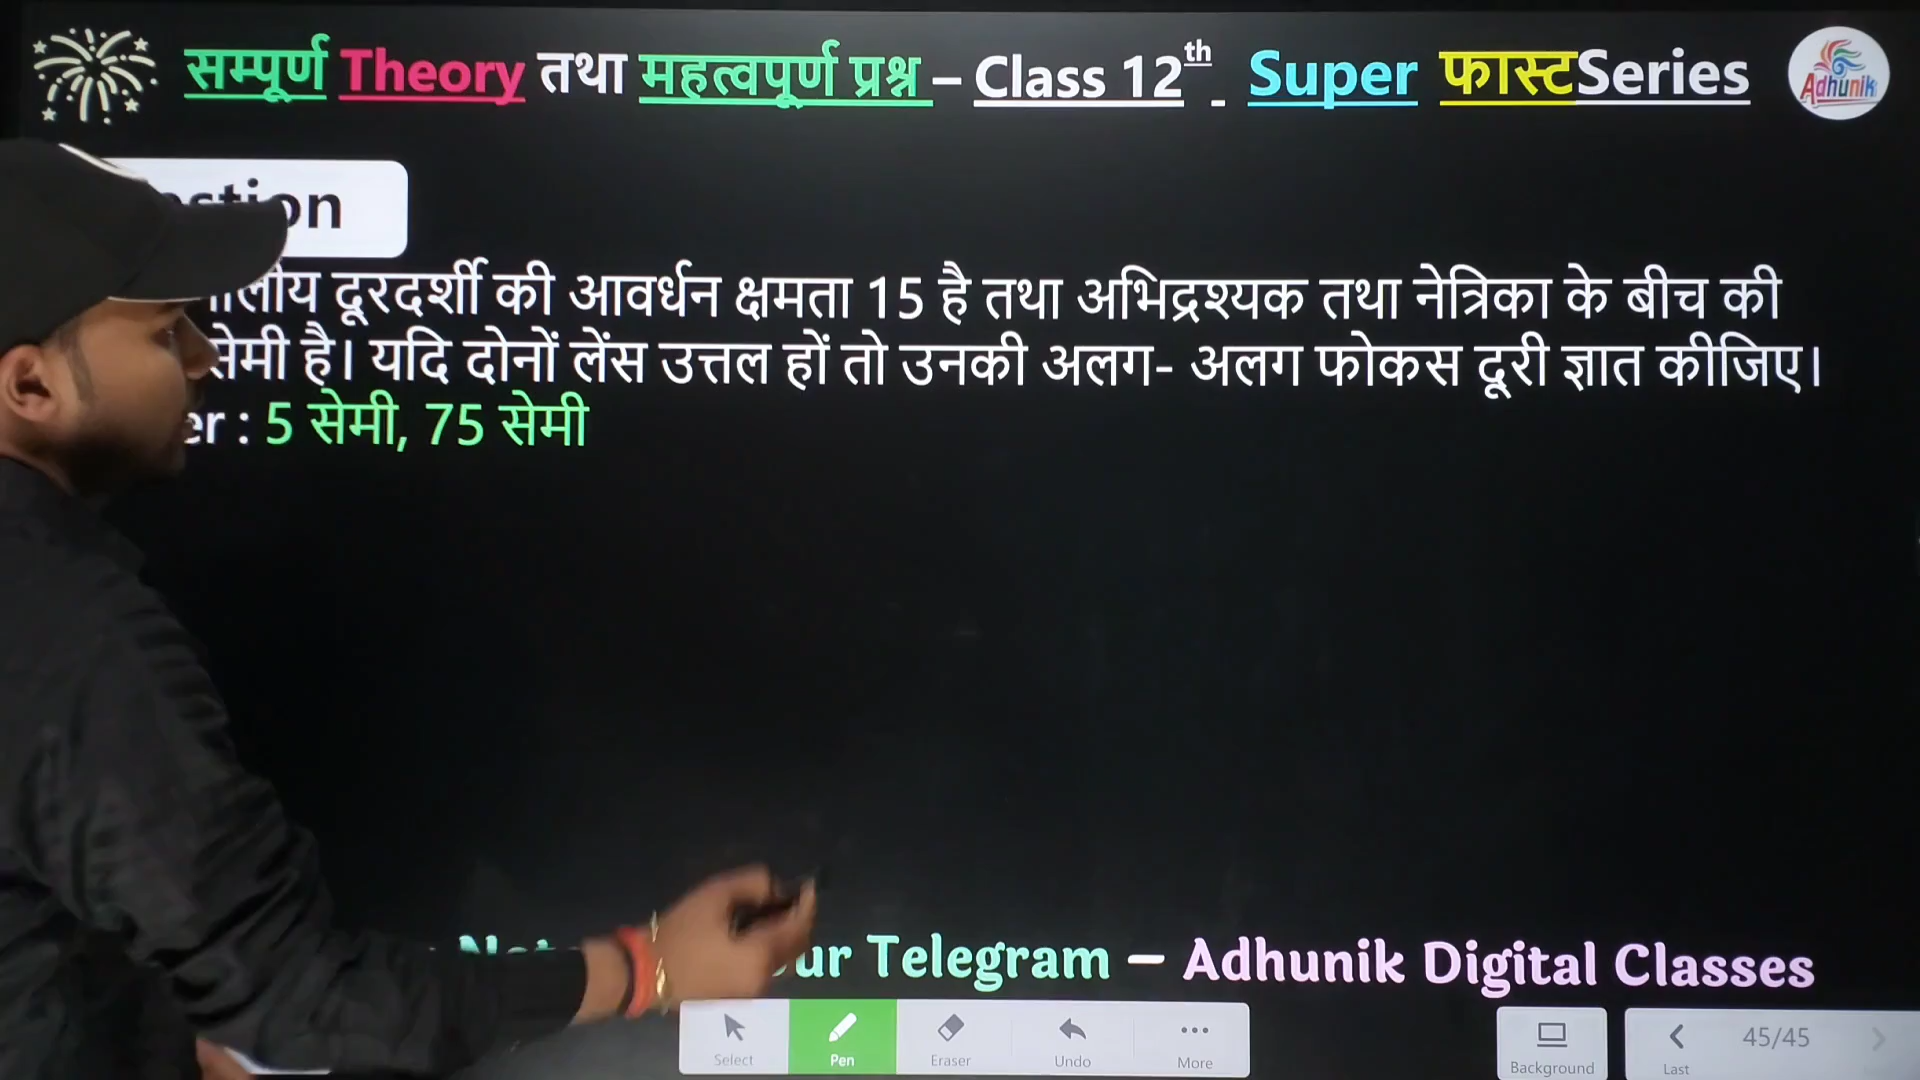 सम्पूर्ण Theory तथा महत्वपूर्ण प्रश्न – Class 12th - Super फास्टSeries
Adhunik
दूरदर्शी की आवर्धन क्षमता 15 है तथा अभिद्रश्यक तथा नेत्रिका के बीच की
सेमी है। यदि दोनों लेंस उत्तल हों तो उनकी अलग- अलग फोकस दूरी ज्ञात कीजिए।
: 5 सेमी, 75 सेमी
Telegram – Adhunik Digital Classes
Select Pen Eraser Undo More Background Last 45/45